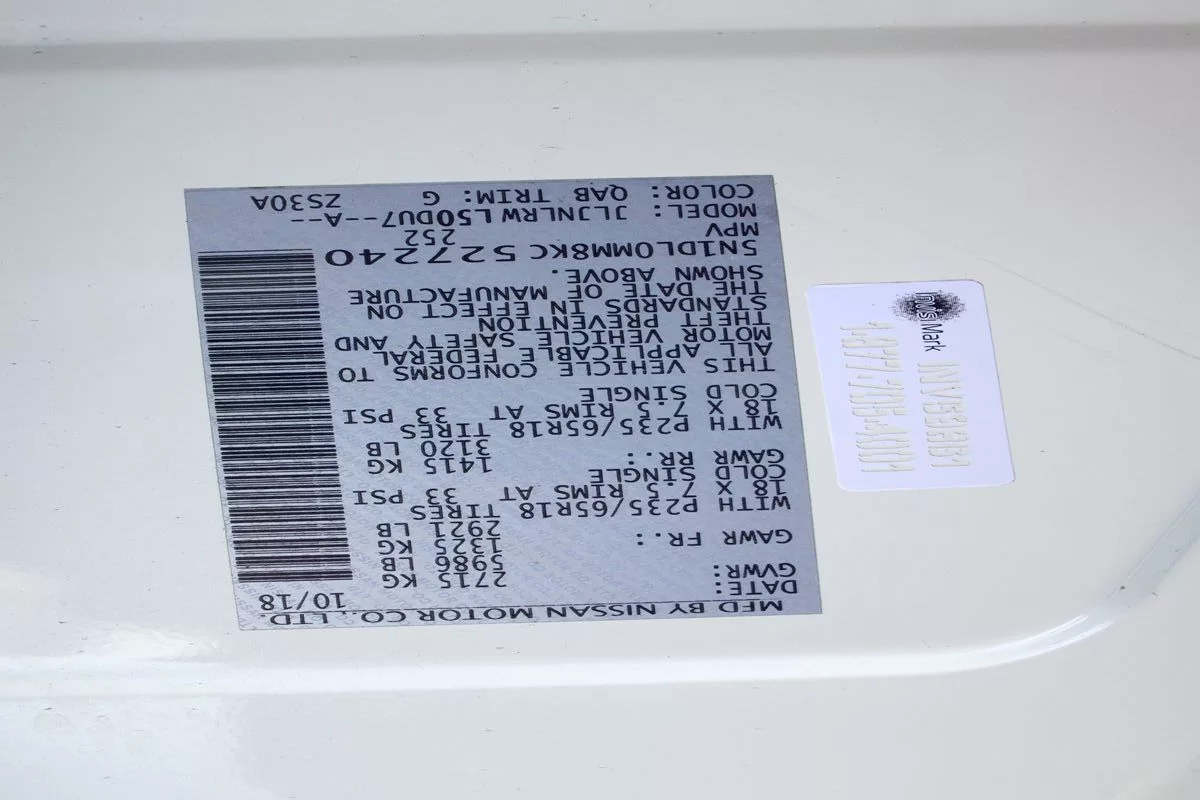 MFD BY NISSAN MOTOR CO., LTD.
DATE: 10/18
GVWR: 2715 KG
5986 LB
GAWR FR.: 1325 KG
2921 LB
WITH P235/65R18 TIRES
18 X 7.5 RIMS AT 33 PSI
COLD SINGLE
GAWR RR.: 1415 KG
3120 LB
WITH P235/65R18 TIRES
18 X 7.5 RIMS AT 33 PSI
COLD SINGLE
THIS VEHICLE CONFORMS TO
ALL APPLICABLE FEDERAL
MOTOR VEHICLE SAFETY AND
THEFT PREVENTION
STANDARDS IN EFFECT ON
THE DATE OF MANUFACTURE
SHOWN ABOVE.
5N1DL0MM8KC527240
MPV 252
MODEL: JLJNLRWL50DU7--A--
COLOR: QAB TRIM: G ZS30A
InvisiMark